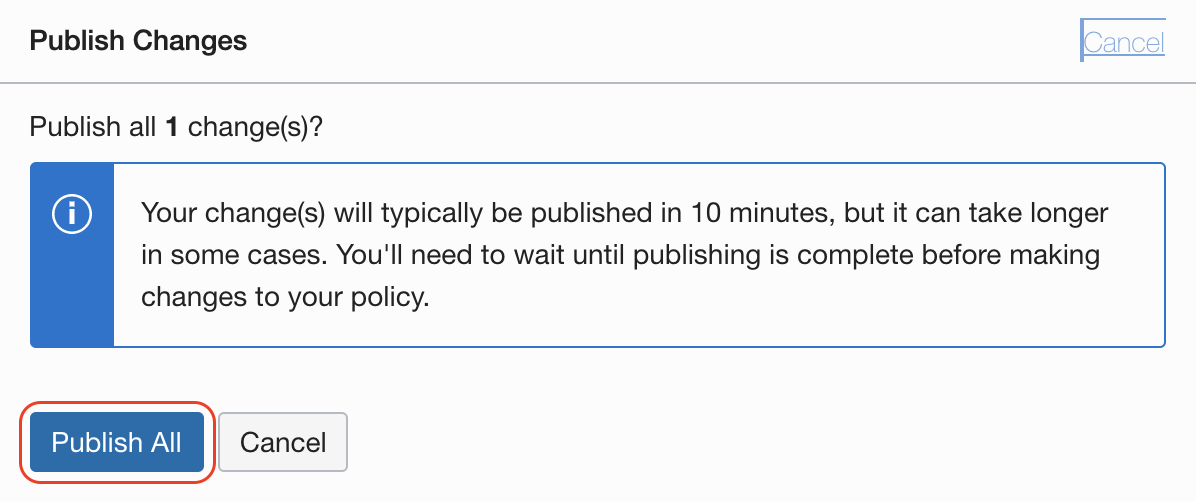 Publish Changes
Cancel
Publish all 1 change(s)?
Your change(s) will typically be published in 10 minutes, but it can take longer
in some cases. You'll need to wait until publishing is complete before making
changes to your policy.
Publish All
Cancel